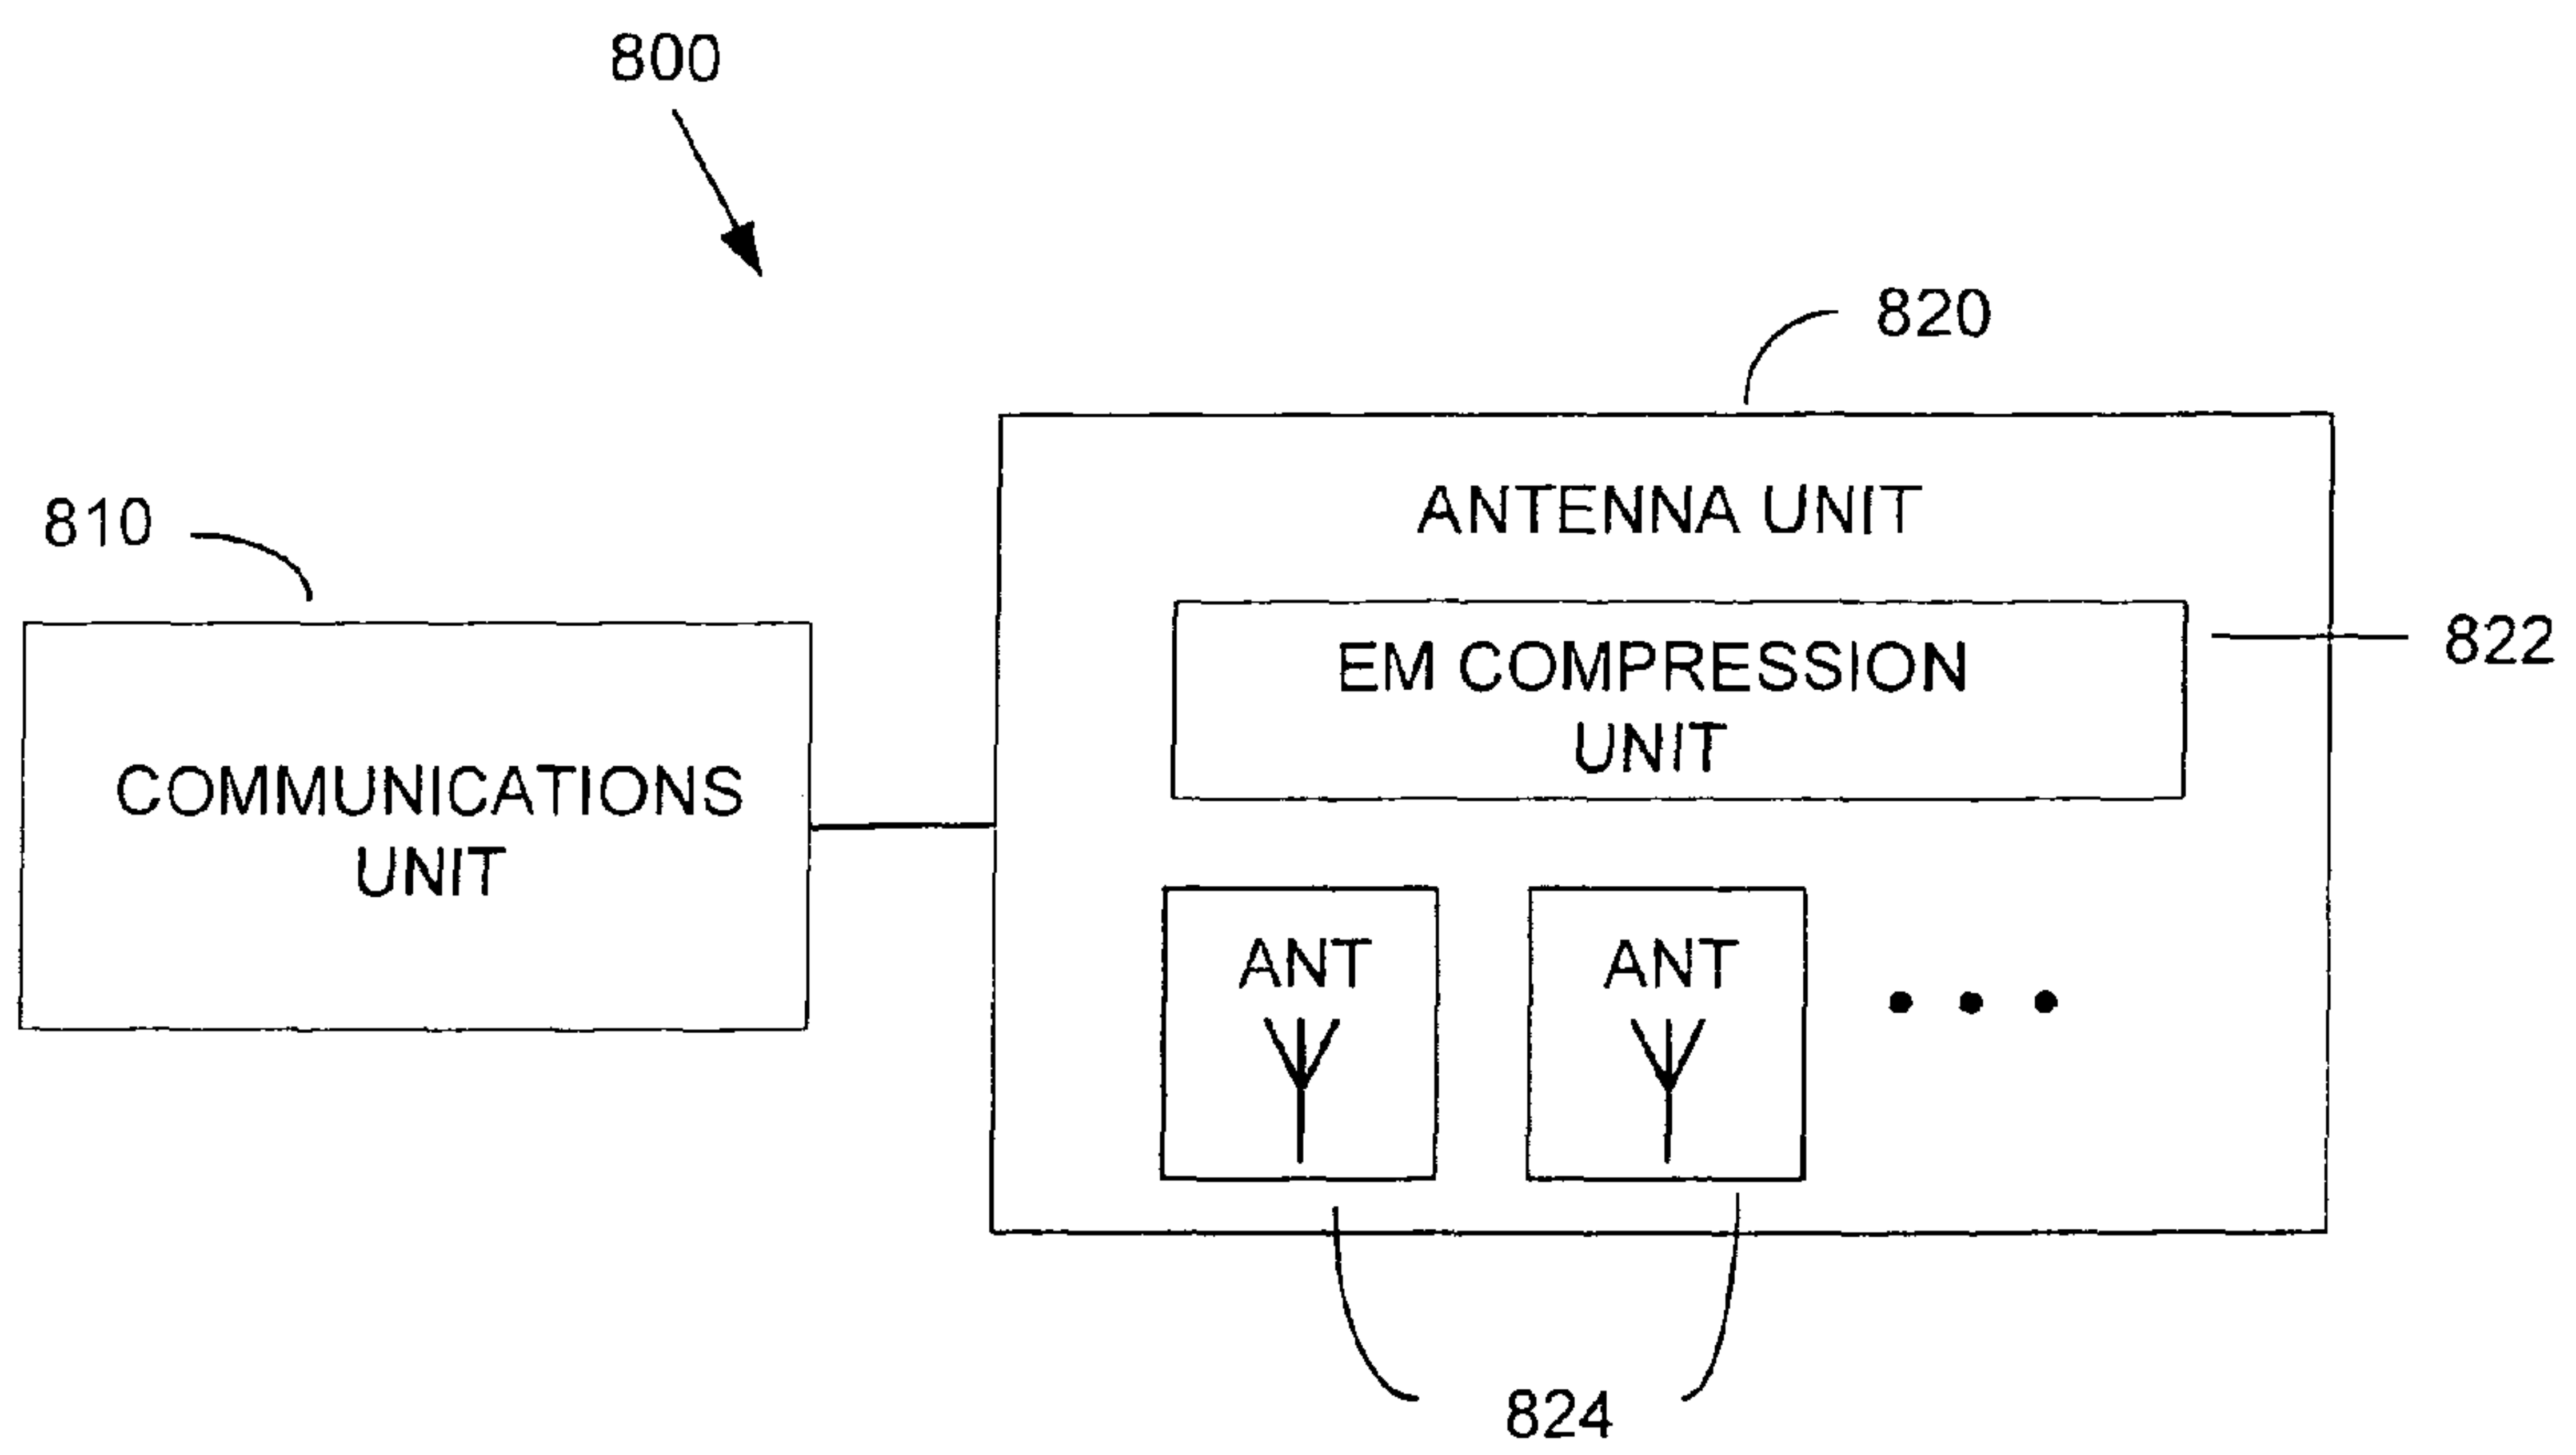 800
820
ANTENNA UNIT
810
822
EM COMPRESSION
UNIT
COMMUNICATIONS
UNIT
ANT
ANT
824